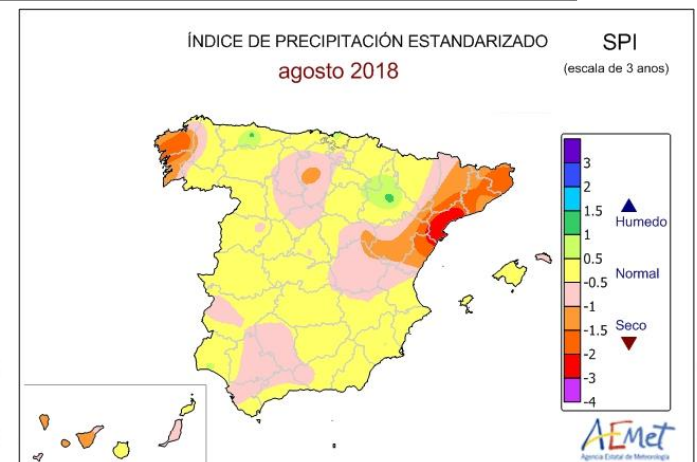 ÍNDICE DE PRECIPITACIÓN ESTANDARIZADO
SPI
agosto 2018
(escala de 3 anos)
3
2
1.5
1
0.5
-0.5
-1
-1.5
-2
-3
-4
Humedo
Normal
Seco
AEMet
Agencia Estatal de Meteorología